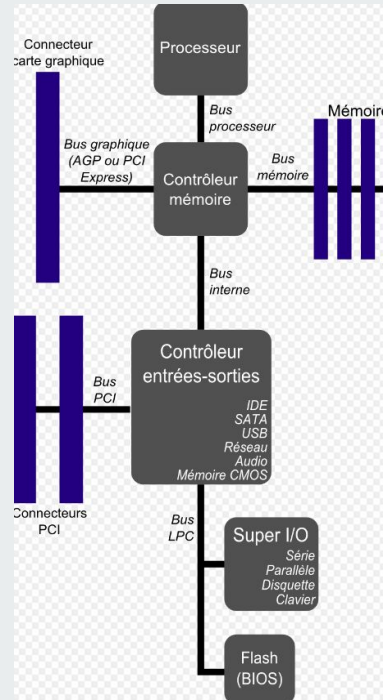 Processeur
Connecteur
carte graphique
Bus
processeur
Mémoire
Bus graphique
(AGP ou PCI
Express)
Contrôleur
mémoire
Bus
mémoire
Bus
interne
Contrôleur
entrées-sorties
IDE
SATA
USB
Réseau
Audio
Mémoire CMOS
Bus
PCI
Connecteurs
PCI
Bus
LPC
Super I/O
Série
Parallèle
Disquette
Clavier
Flash
(BIOS)